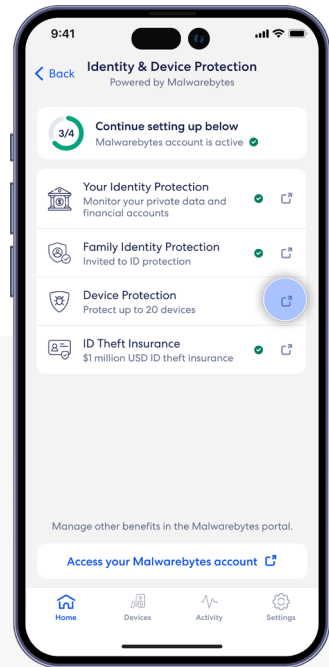 9:41
Back
Identity & Device Protection
Powered by Malwarebytes
3/4
Continue setting up below
Malwarebytes account is active
Your Identity Protection
Monitor your private data and
financial accounts
Family Identity Protection
Invited to ID protection
Device Protection
Protect up to 20 devices
ID Theft Insurance
$1 million USD ID theft insurance
Manage other benefits in the Malwarebytes portal.
Access your Malwarebytes account
Home Devices Activity Settings